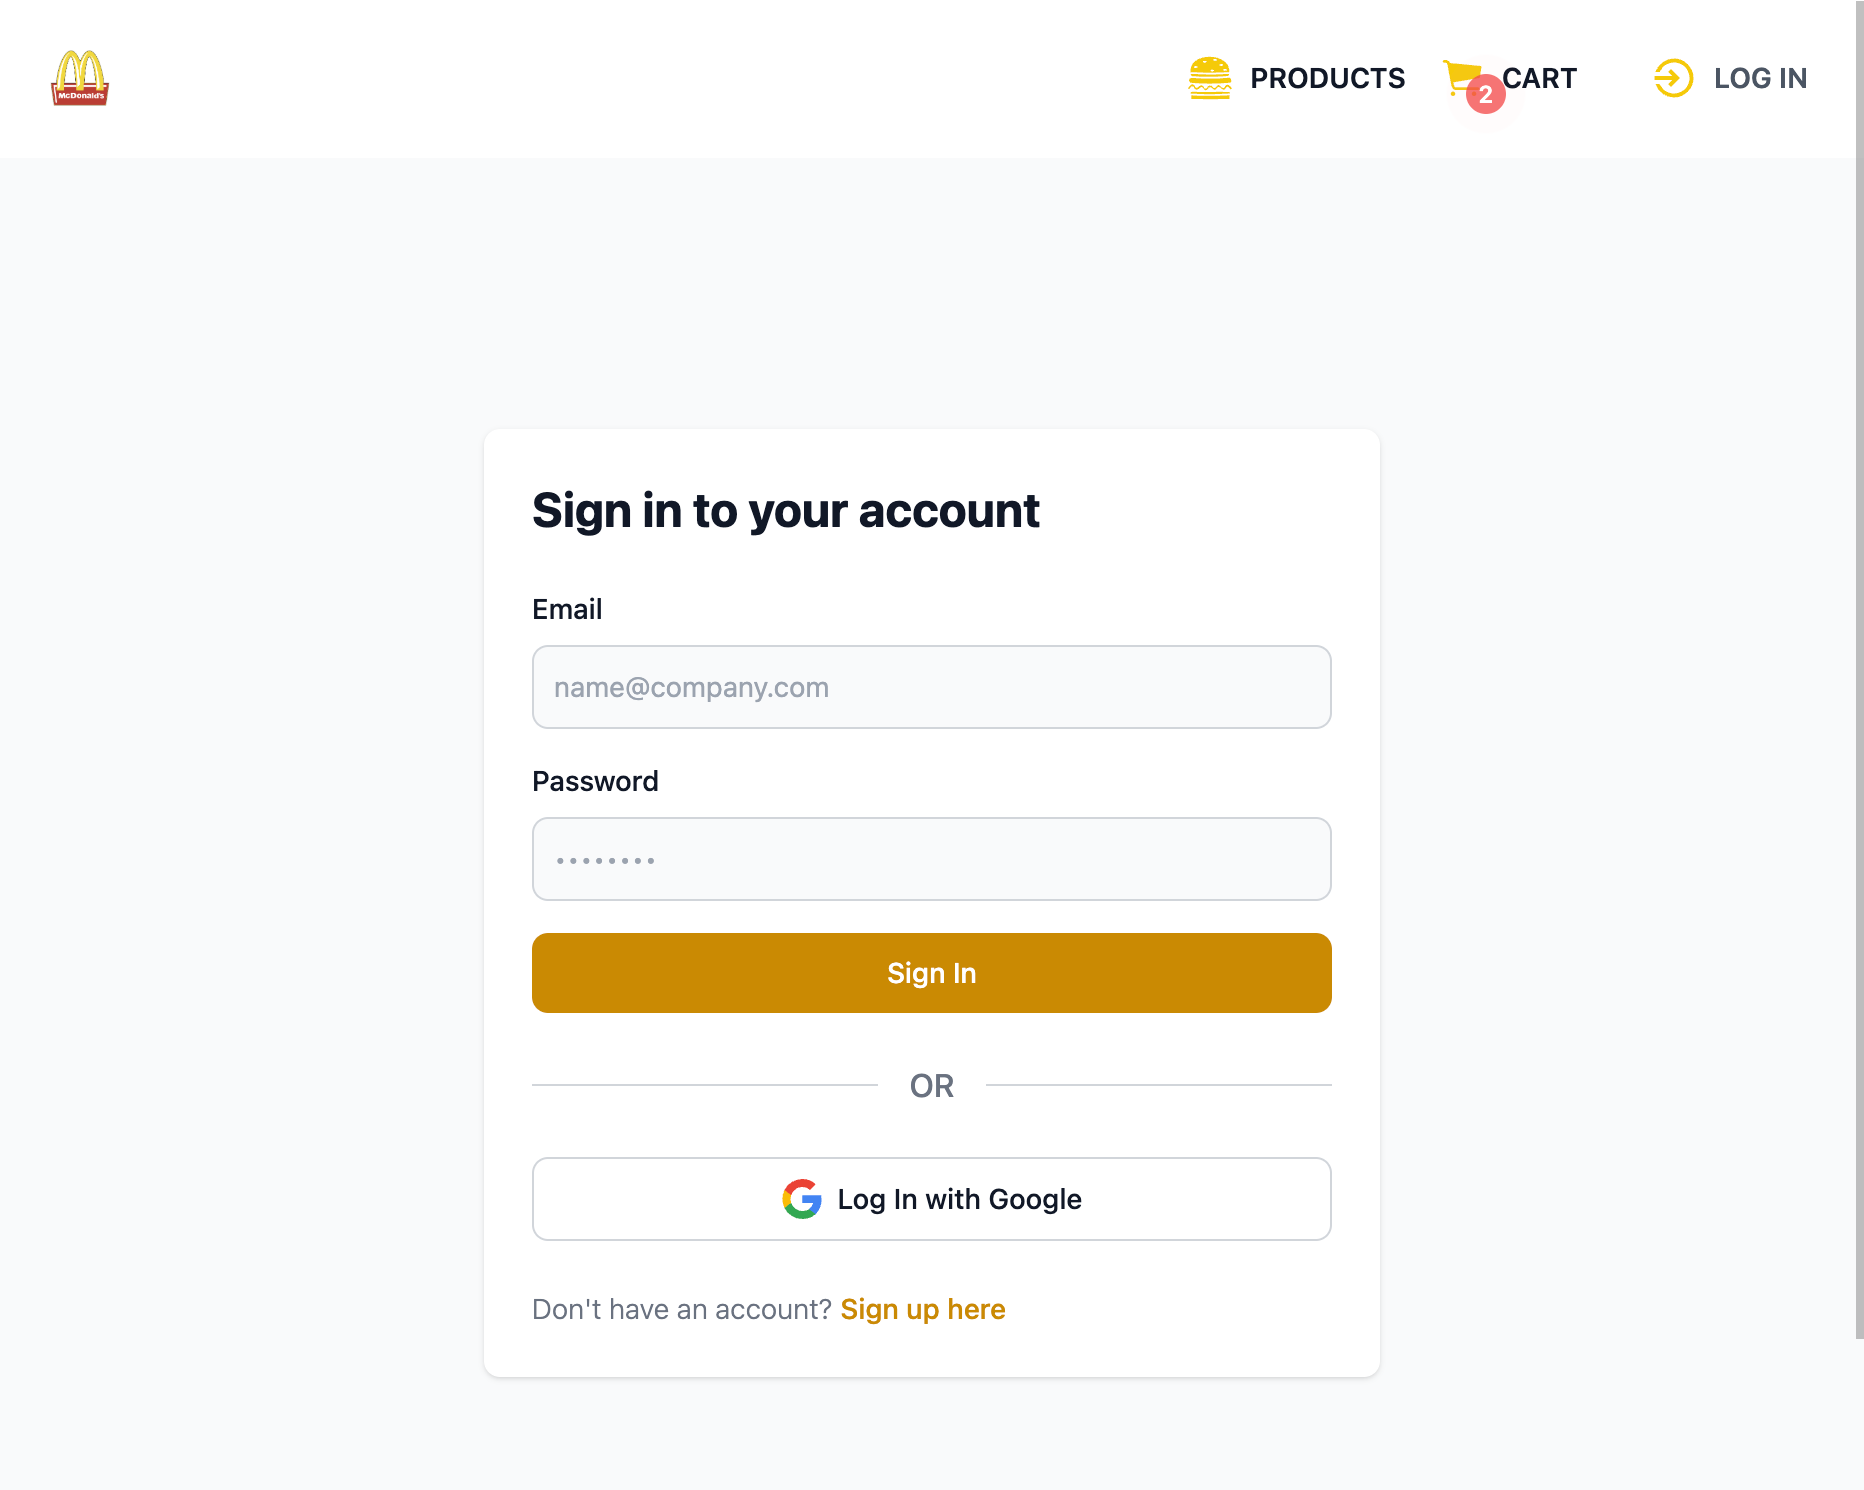 McDonald's
PRODUCTS
2
CART
LOG IN
Sign in to your account
Email
name@company.com
Password
••••••••
Sign In
OR
Log In with Google
Don't have an account? Sign up here